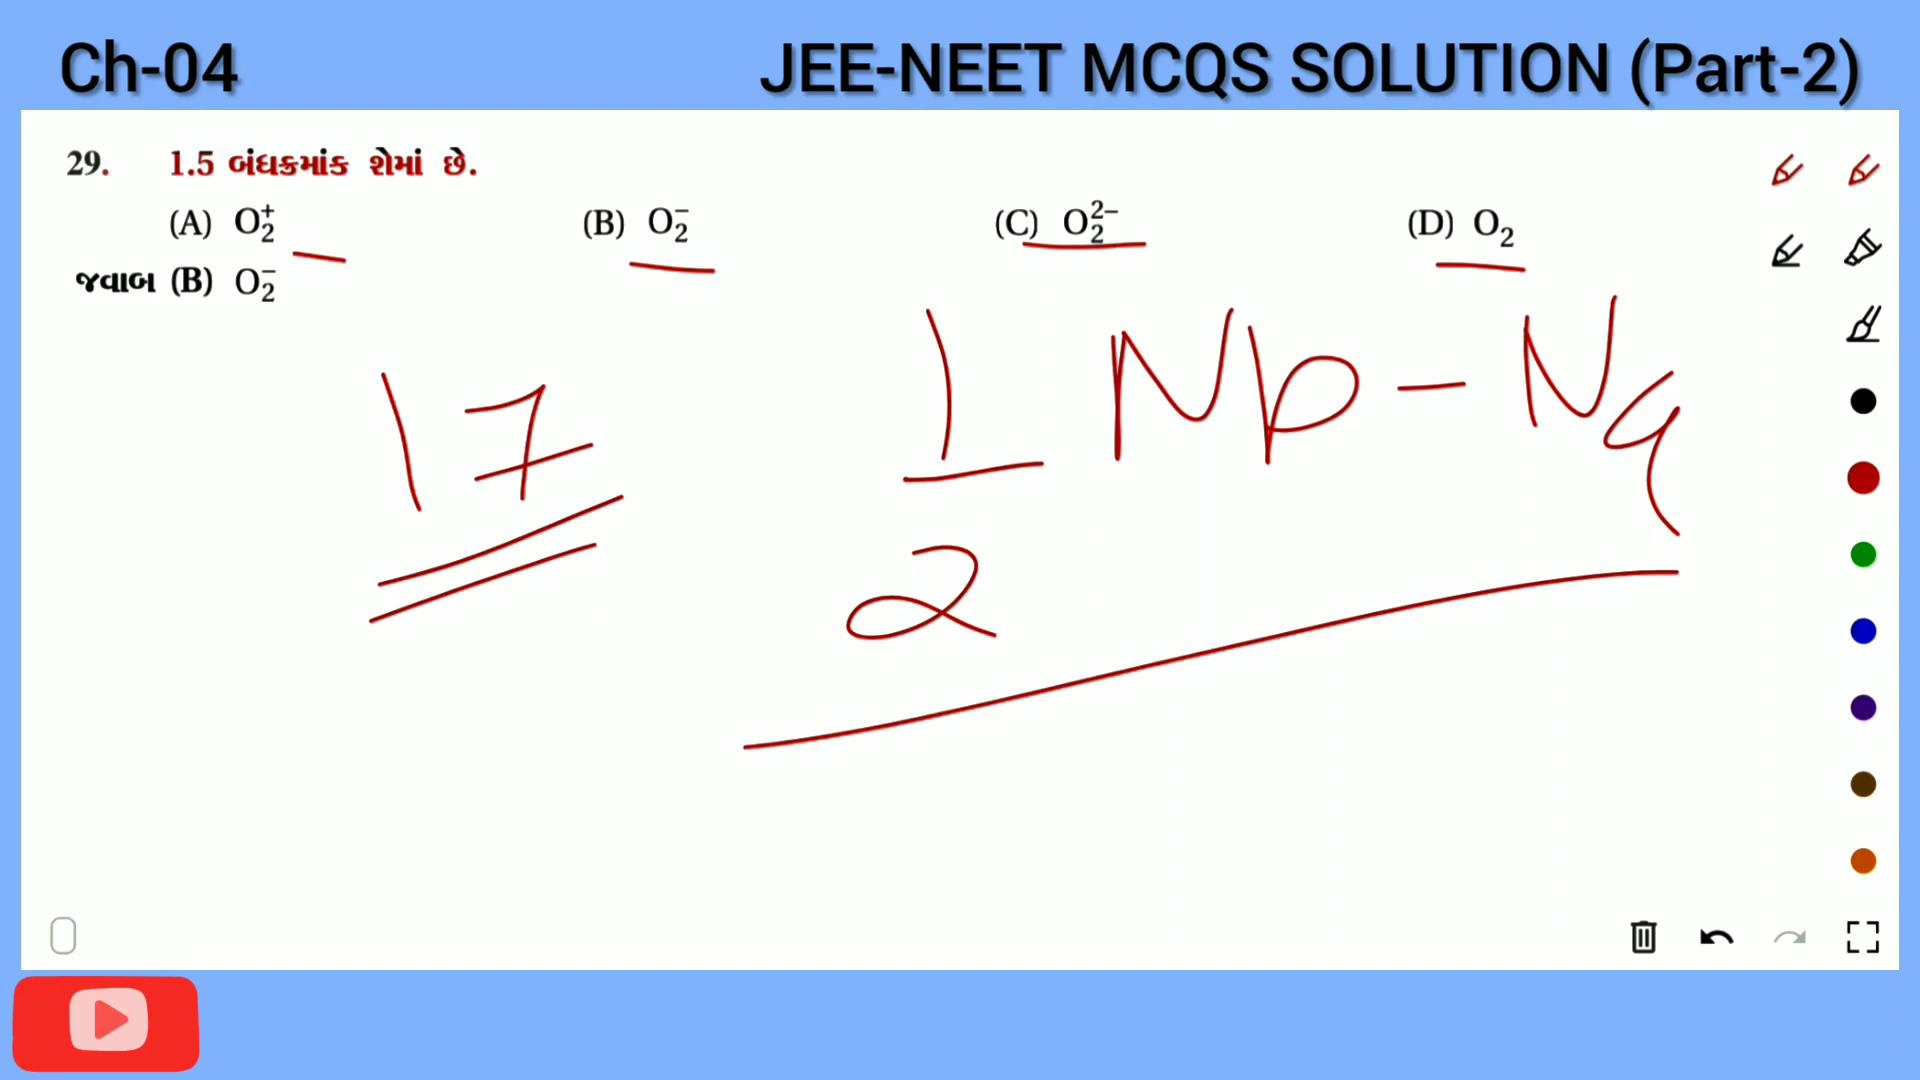 Ch-04 JEE-NEET MCQS SOLUTION (Part-2)
29. 1.5 બંધક્રમાંક શેમાં છે.
(A) O₂⁺ (B) O₂⁻ (C) O₂²⁻ (D) O₂
જવાબ (B) O₂⁻
17
1 Nb - Na
2